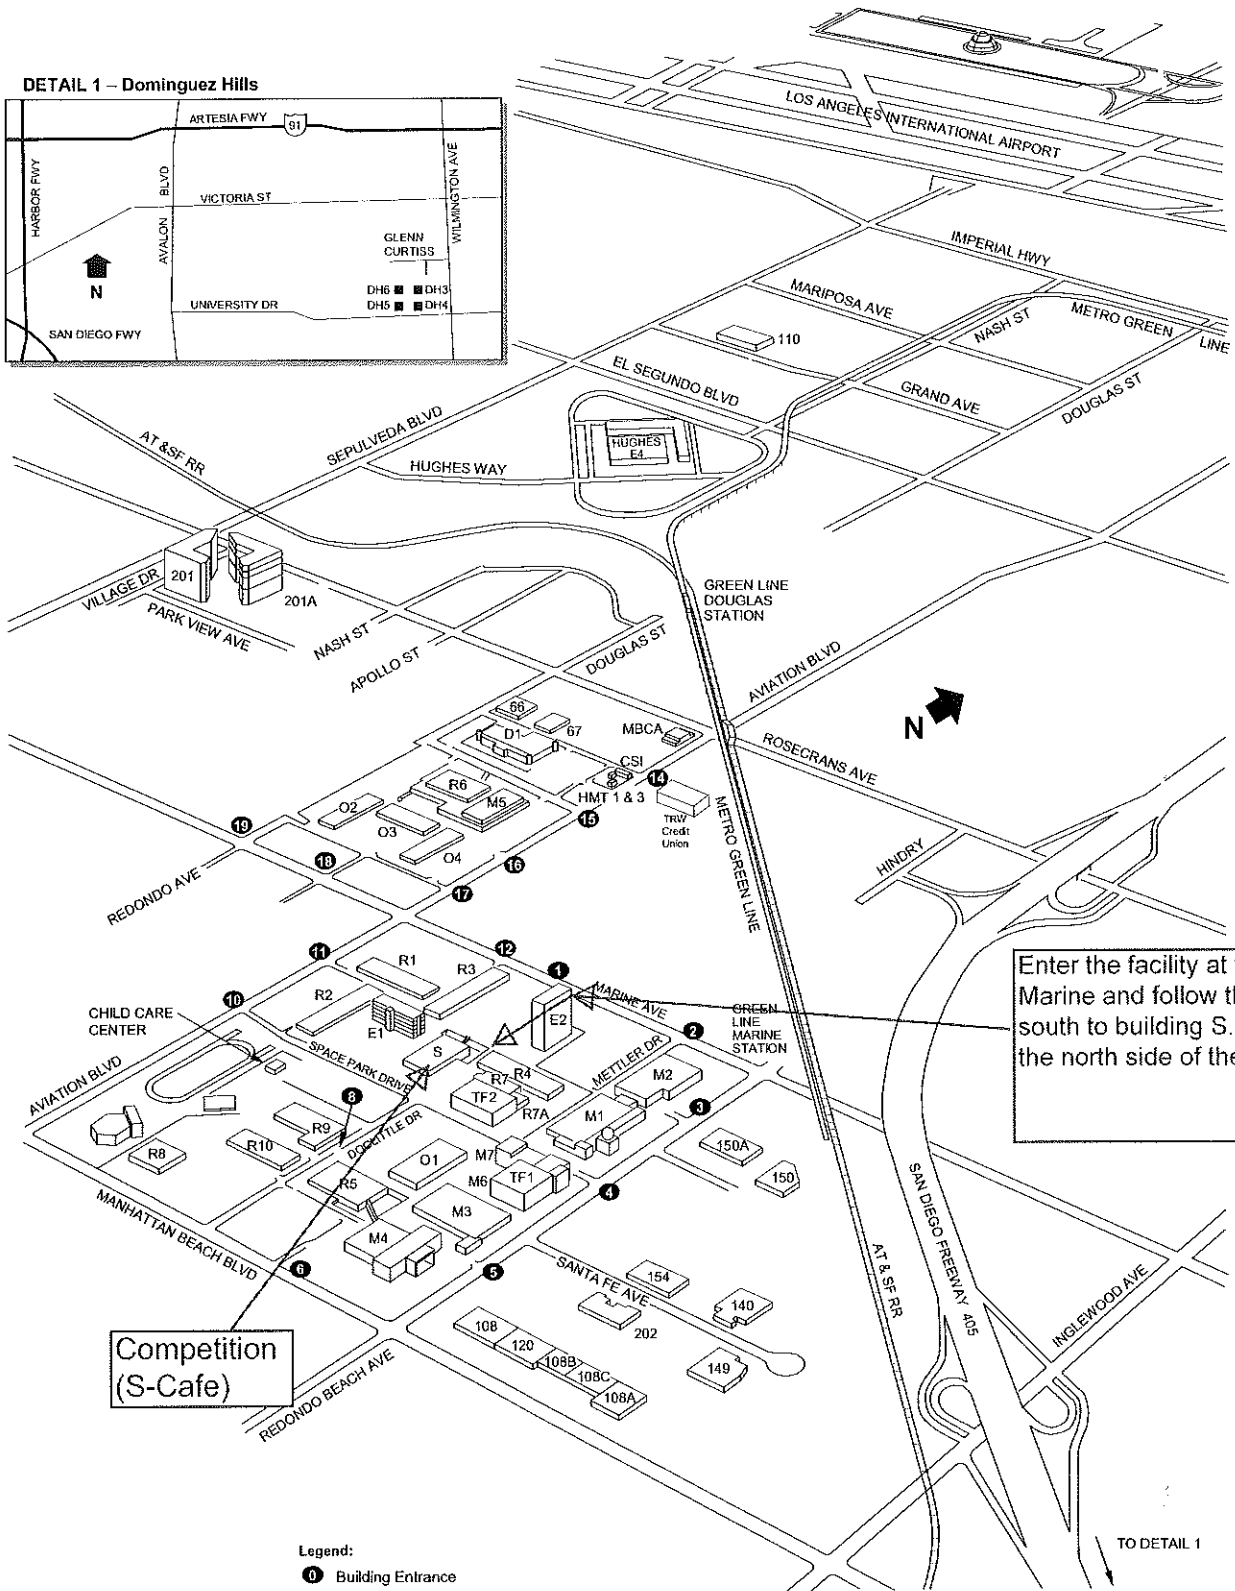 DETAIL 1 – Dominguez Hills
ARTESIA FWY
91
HARBOR FWY
AVALON BLVD
VICTORIA ST
WILMINGTON AVE
GLENN
CURTISS
N
DH6
DH3
DH5
DH4
UNIVERSITY DR
SAN DIEGO FWY
LOS ANGELES INTERNATIONAL AIRPORT
IMPERIAL HWY
MARIPOSA AVE
110
NASH ST
METRO GREEN
LINE
EL SEGUNDO BLVD
GRAND AVE
DOUGLAS ST
SEPULVEDA BLVD
AT &SF RR
HUGHES
E4
HUGHES WAY
201
201A
VILLAGE DR
PARK VIEW AVE
NASH ST
APOLLO ST
DOUGLAS ST
GREEN LINE
DOUGLAS
STATION
AVIATION BLVD
N
66
67
D1
MBCA
ROSECRANS AVE
CSI
14
HMT 1 & 3
TRW
Credit
Union
R6
M5
O2
O3
O4
15
16
17
18
19
METRO GREEN LINE
HINDRY
REDONDO AVE
11
12
1
R1
R3
R2
E1
E2
MARINE AVE
2
GREEN
LINE
MARINE
STATION
Enter the facility at
Marine and follow th
south to building S.
the north side of the
10
CHILD CARE
CENTER
S
SPACE PARK DRIVE
R7
R4
METTLER DR
M2
AVIATION BLVD
8
TF2
R7A
M1
3
R9
DOOLITTLE DR
R8
R10
O1
M7
M6
TF1
150A
150
R5
M3
4
M4
MANHATTAN BEACH BLVD
6
5
SANTA FE AVE
154
140
202
149
AT & SF RR
SAN DIEGO FREEWAY 405
INGLEWOOD AVE
Competition
(S-Cafe)
REDONDO BEACH AVE
108
120
108B
108C
108A
TO DETAIL 1
Legend:
0 Building Entrance